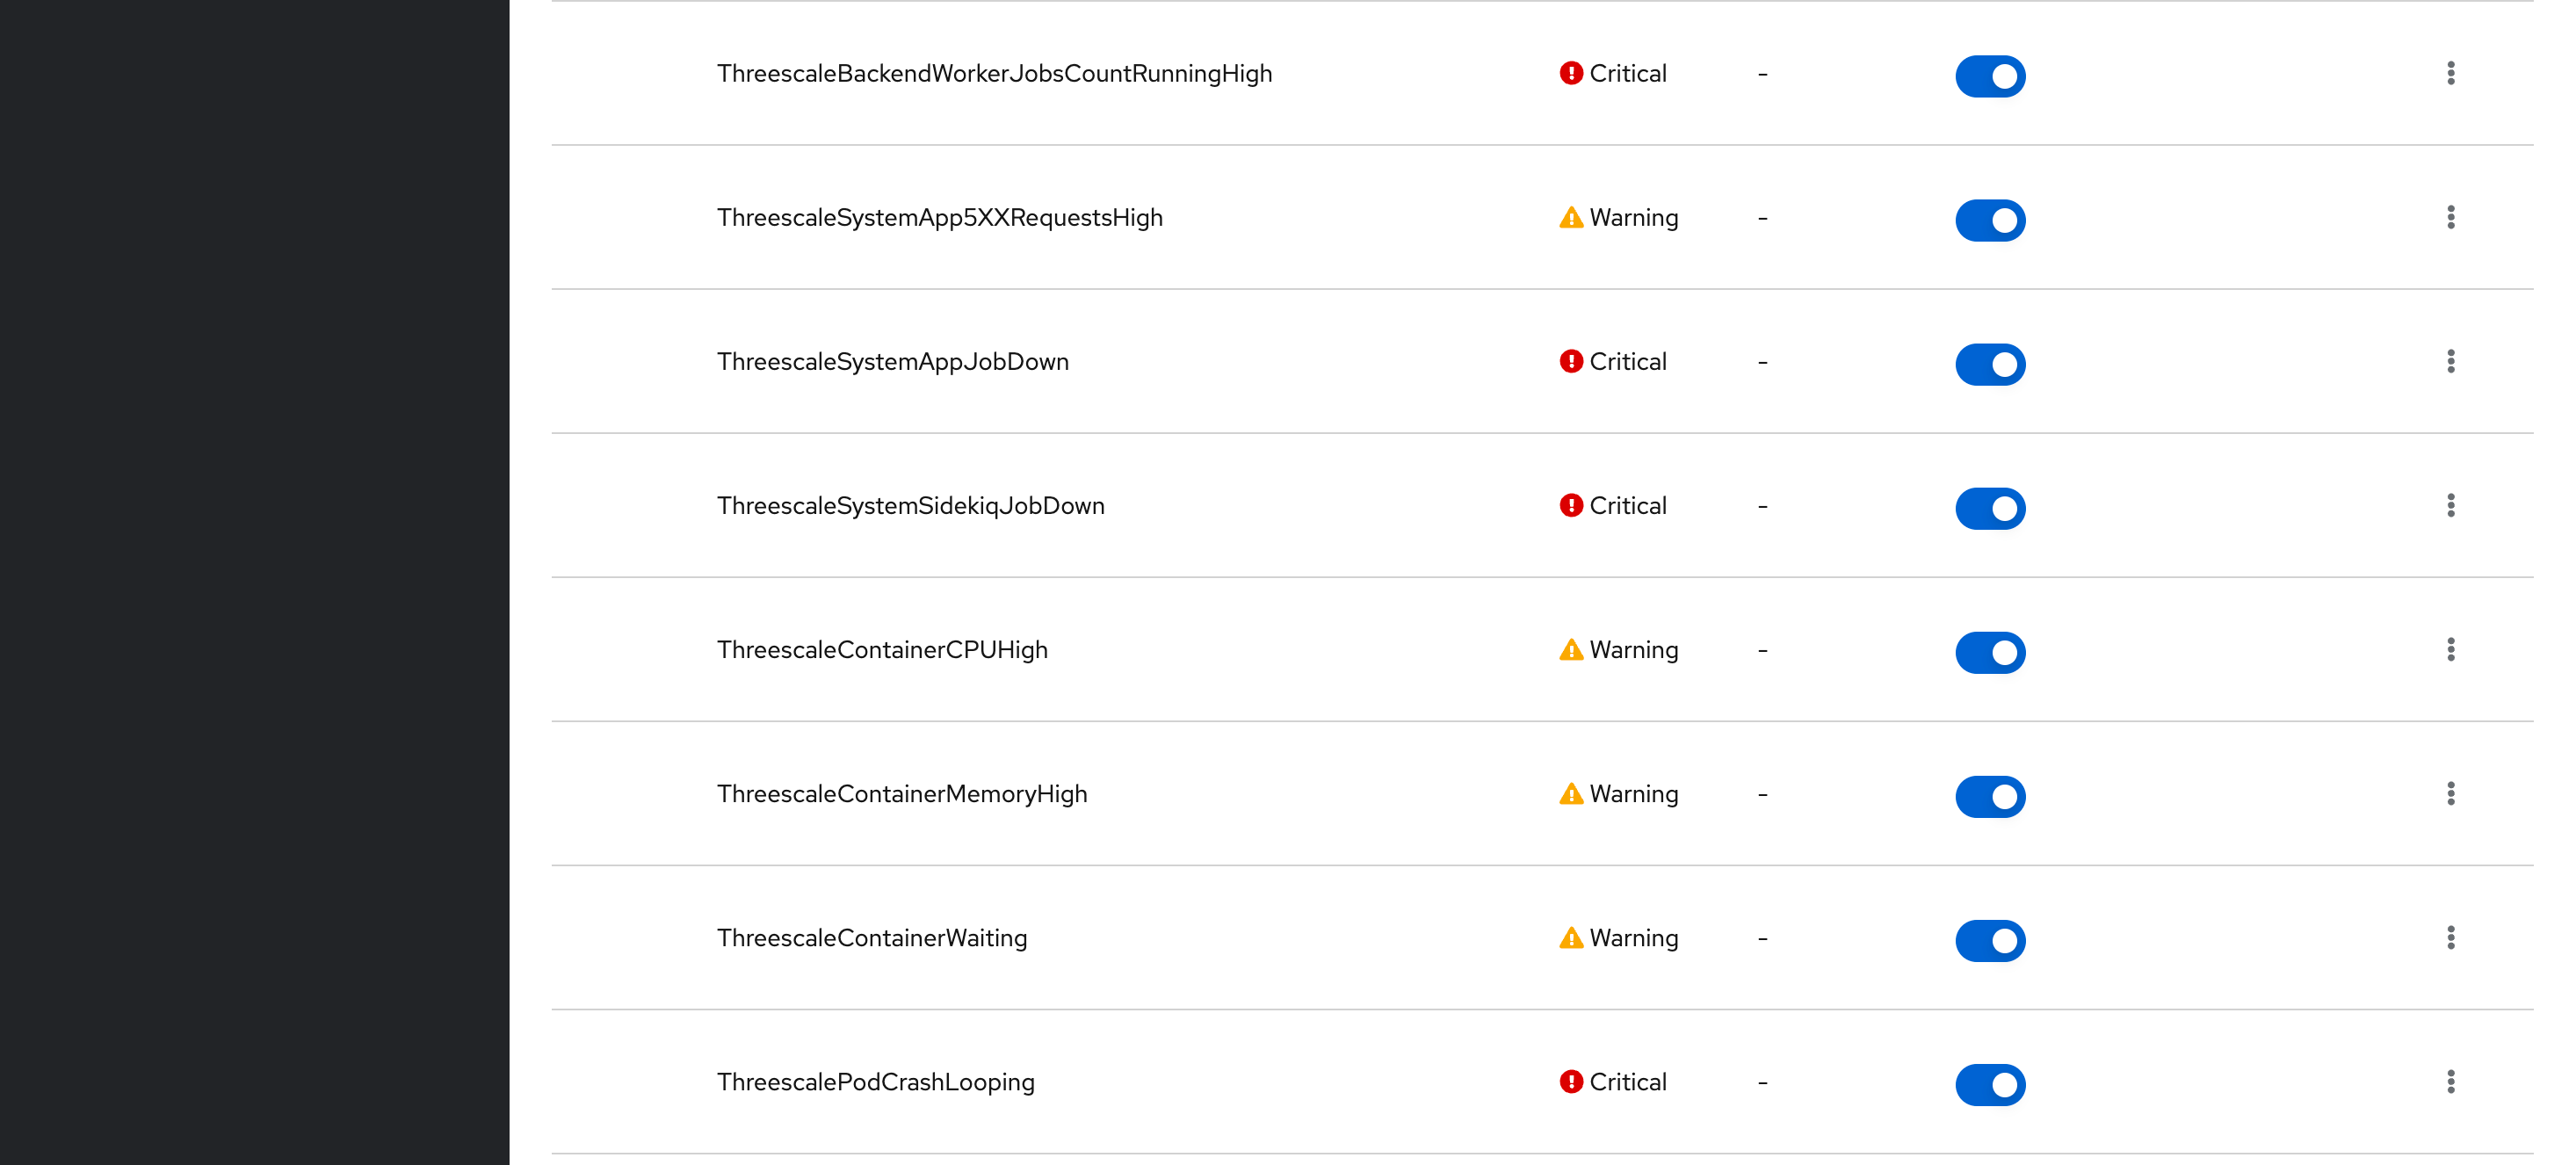 ThreescaleBackendWorkerJobsCountRunningHigh Critical -
ThreescaleSystemApp5XXRequestsHigh Warning -
ThreescaleSystemAppJobDown Critical -
ThreescaleSystemSidekiqJobDown Critical -
ThreescaleContainerCPUHigh Warning -
ThreescaleContainerMemoryHigh Warning -
ThreescaleContainerWaiting Warning -
ThreescalePodCrashLooping Critical -